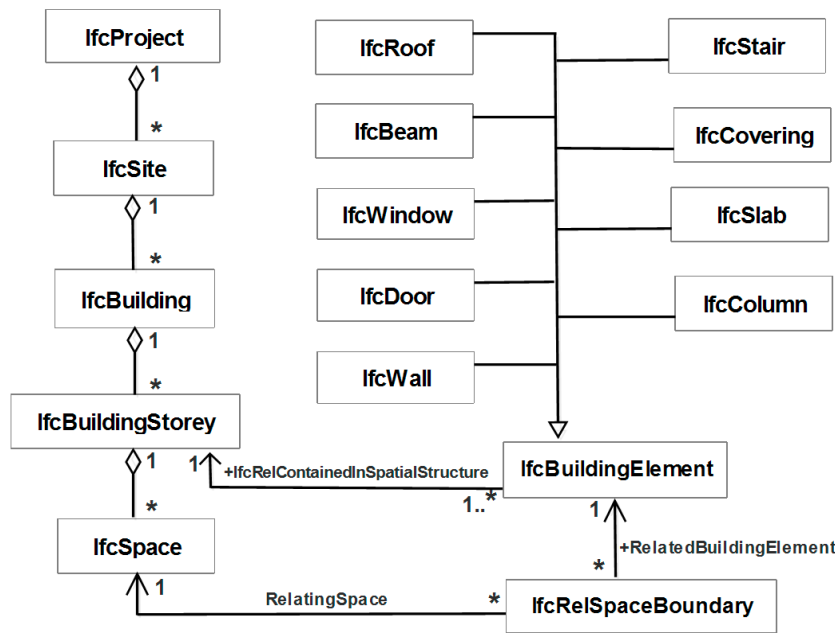 IfcProject
1
*
IfcSite
1
*
IfcBuilding
1
*
IfcBuildingStorey
1
*
IfcSpace
1
IfcRoof
IfcBeam
IfcWindow
IfcDoor
IfcWall
IfcStair
IfcCovering
IfcSlab
IfcColumn
1
+IfcRelContainedInSpatialStructure
1..*
IfcBuildingElement
1
+RelatedBuildingElement
*
RelatingSpace
*
IfcRelSpaceBoundary